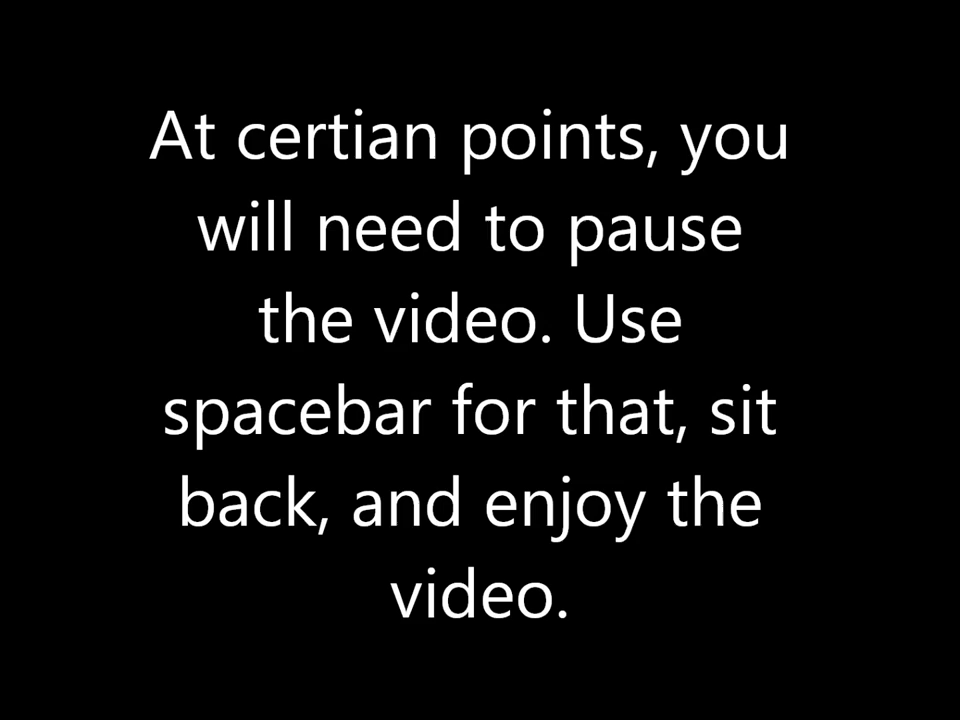 At certian points, you
will need to pause
the video. Use
spacebar for that, sit
back, and enjoy the
video.